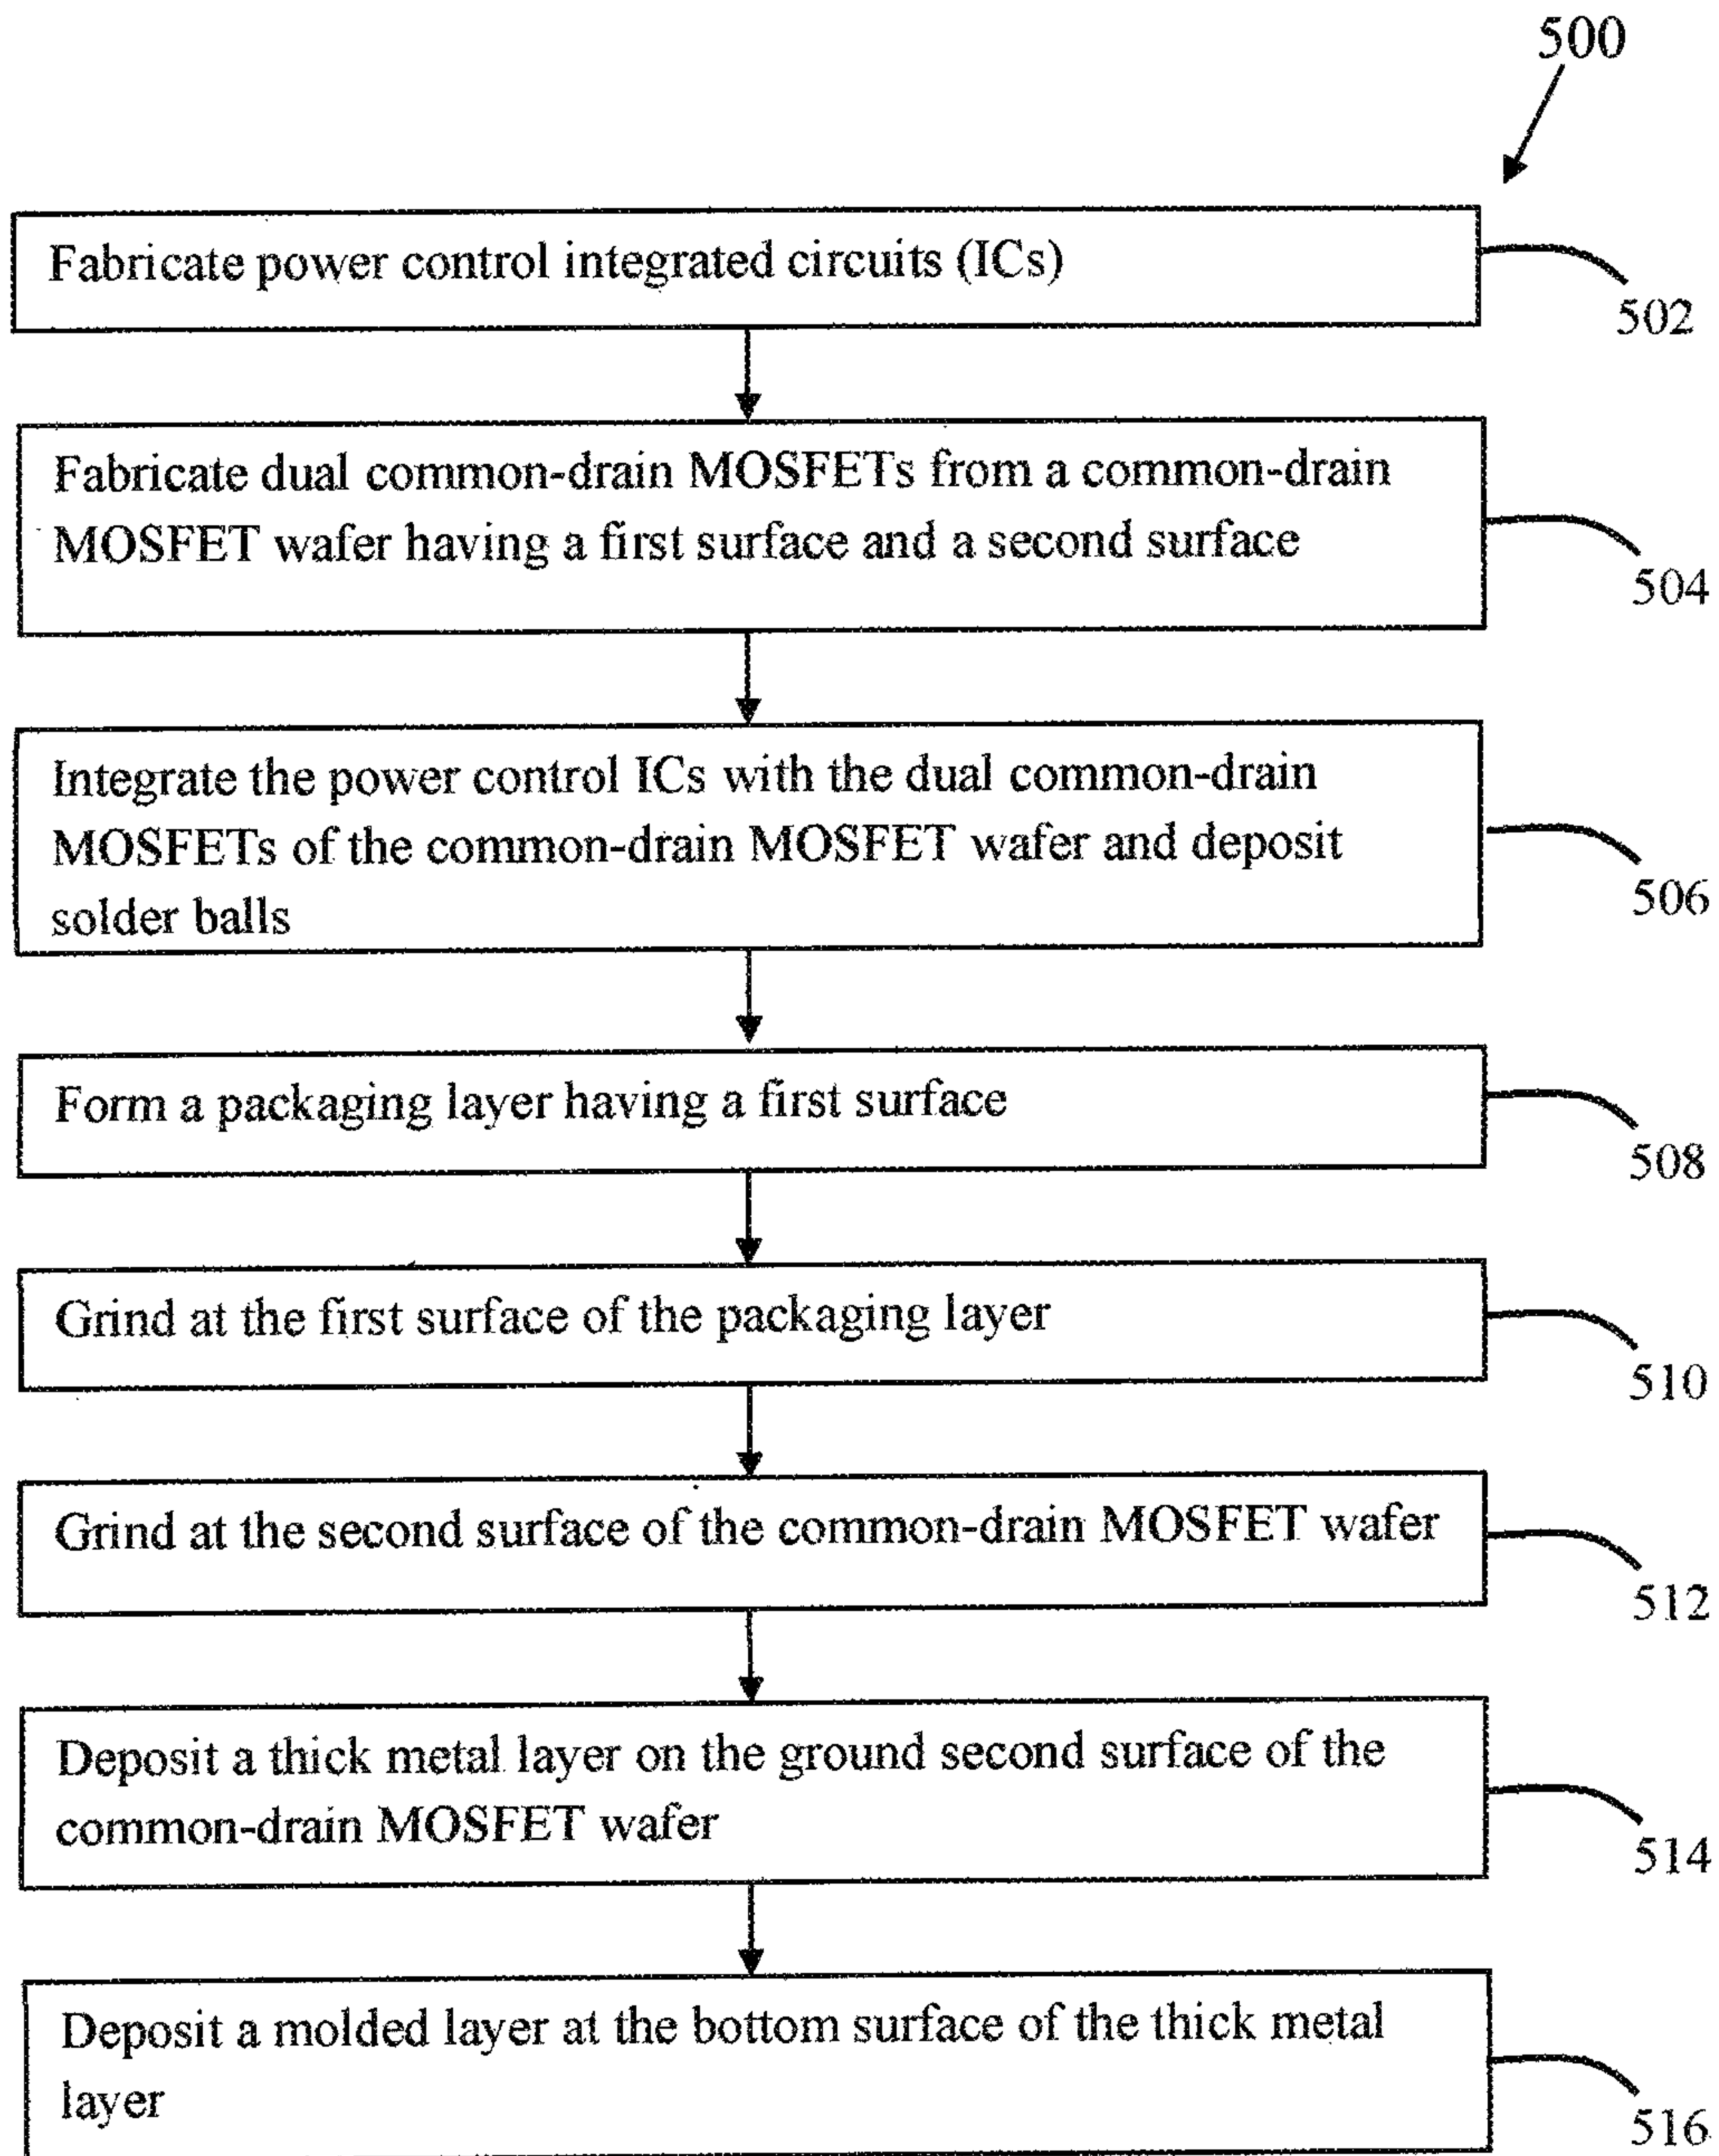 500
Fabricate power control integrated circuits (ICs)
502
Fabricate dual common-drain MOSFETs from a common-drain
MOSFET wafer having a first surface and a second surface
504
Integrate the power control ICs with the dual common-drain
MOSFETs of the common-drain MOSFET wafer and deposit
solder balls
506
Form a packaging layer having a first surface
508
Grind at the first surface of the packaging layer
510
Grind at the second surface of the common-drain MOSFET wafer
512
Deposit a thick metal layer on the ground second surface of the
common-drain MOSFET wafer
514
Deposit a molded layer at the bottom surface of the thick metal
layer
516